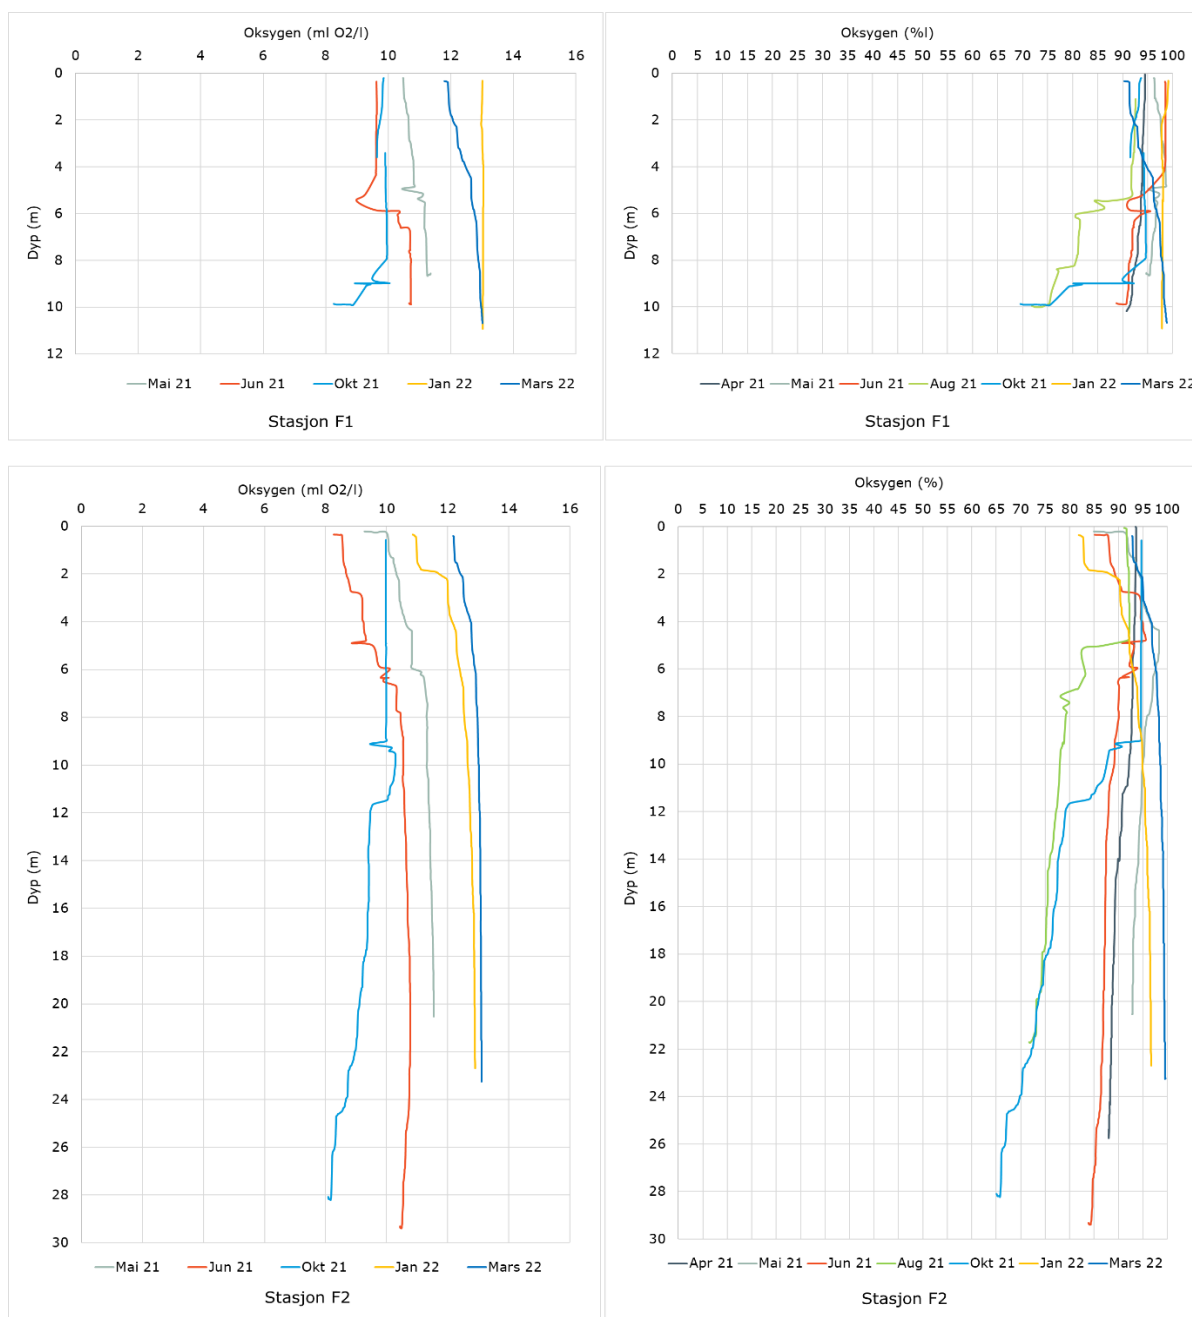 Oksygen (ml O2/l)
0 2 4 6 8 10 12 14 16
0
2
4
6
8
10
12
Dyp (m)
Mai 21 Jun 21 Okt 21 Jan 22 Mars 22
Stasjon F1
Oksygen (%l)
0 5 10 15 20 25 30 35 40 45 50 55 60 65 70 75 80 85 90 95 100
0
2
4
6
8
10
12
Dyp (m)
Apr 21 Mai 21 Jun 21 Aug 21 Okt 21 Jan 22 Mars 22
Stasjon F1
Oksygen (ml O2/l)
0 2 4 6 8 10 12 14 16
0
2
4
6
8
10
12
14
16
18
20
22
24
26
28
30
Dyp (m)
Mai 21 Jun 21 Okt 21 Jan 22 Mars 22
Stasjon F2
Oksygen (%)
0 5 10 15 20 25 30 35 40 45 50 55 60 65 70 75 80 85 90 95 100
0
2
4
6
8
10
12
14
16
18
20
22
24
26
28
30
Dyp (m)
Apr 21 Mai 21 Jun 21 Aug 21 Okt 21 Jan 22 Mars 22
Stasjon F2